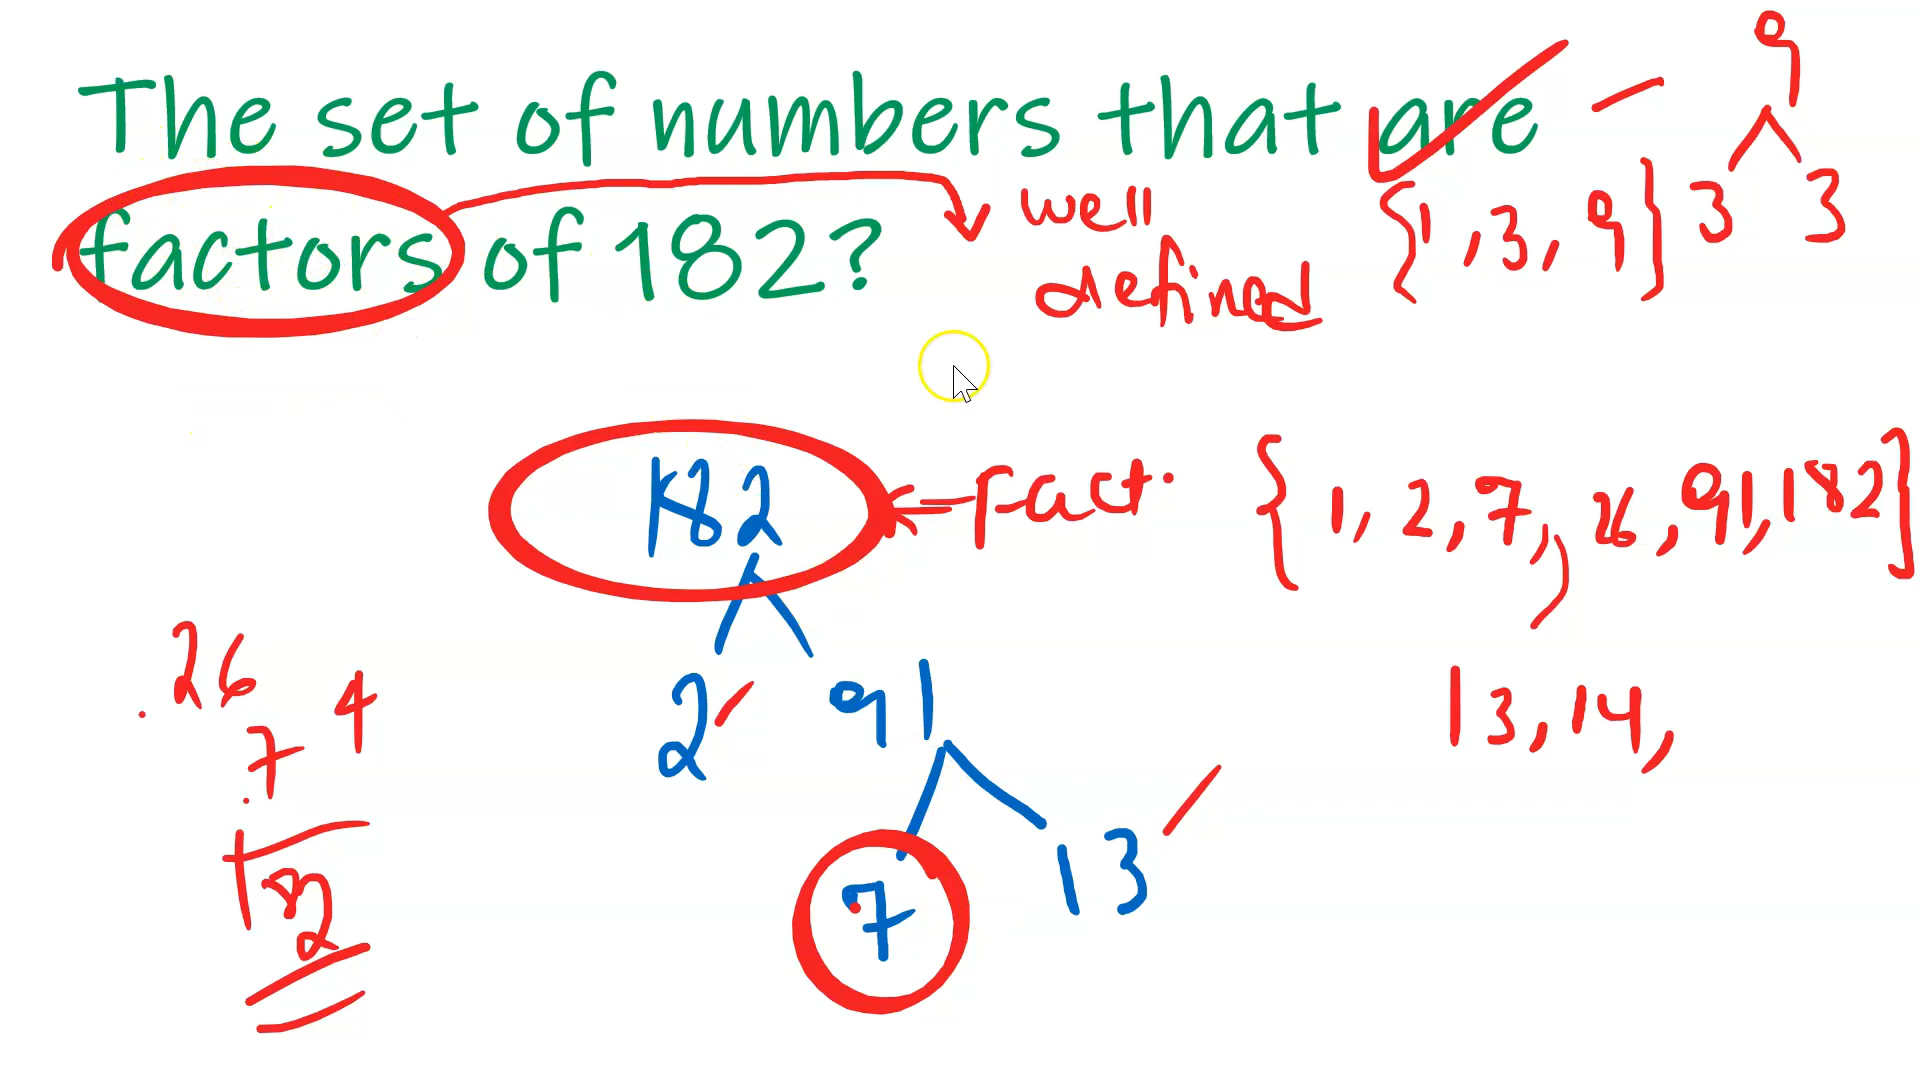 The set of numbers that are
factors of 182?
well
defined
9
3 3
{1, 3, 9}
182
Fact.
{1, 2, 7, 26, 91, 182}
13, 14,
2 91
7 13
26
7 4
182